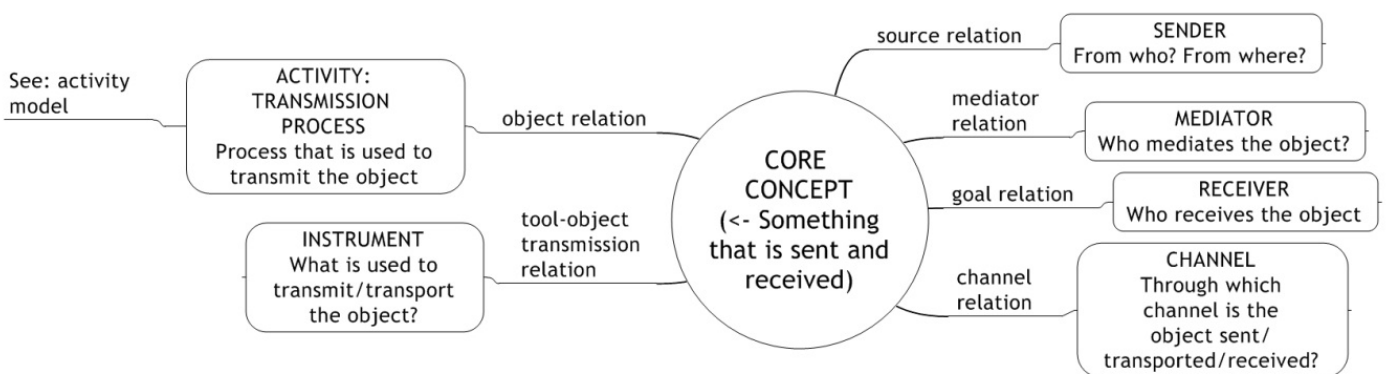 See: activity
model
ACTIVITY:
TRANSMISSION
PROCESS
Process that is used to
transmit the object
object relation
INSTRUMENT
What is used to
transmit/transport
the object?
tool-object
transmission
relation
CORE
CONCEPT
(<- Something
that is sent and
received)
source relation
SENDER
From who? From where?
mediator
relation
MEDIATOR
Who mediates the object?
goal relation
RECEIVER
Who receives the object
channel
relation
CHANNEL
Through which
channel is the
object sent/
transported/received?